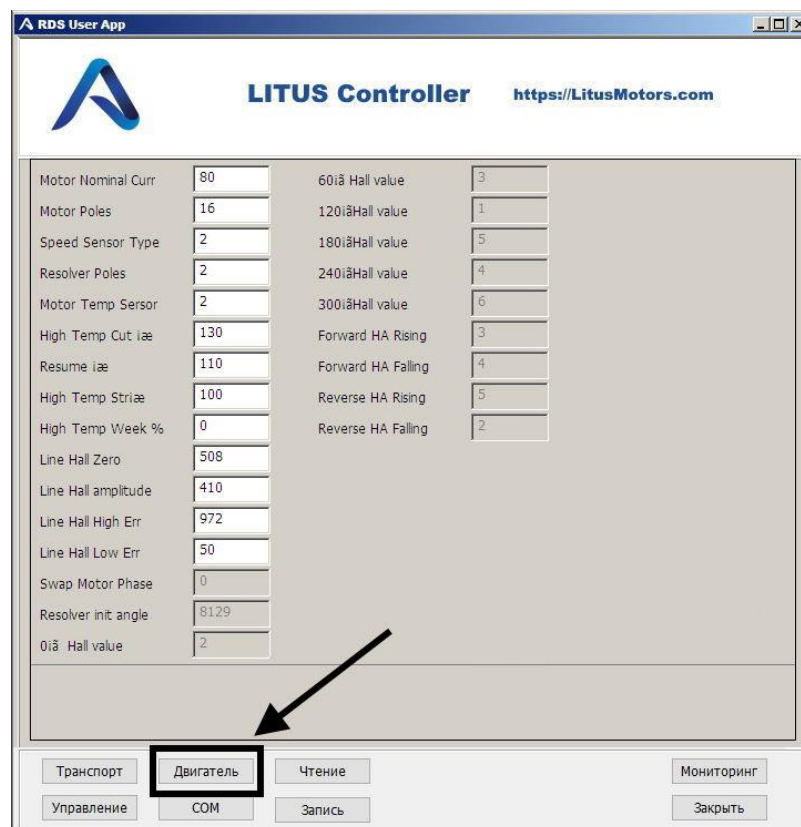 RDS User App
LITUS Controller https://LitusMotors.com
Motor Nominal Curr 80 60iã Hall value 3
Motor Poles 16 120iãHall value 1
Speed Sensor Type 2 180iãHall value 5
Resolver Poles 2 240iãHall value 4
Motor Temp Sersor 2 300iãHall value 6
High Temp Cut iæ 130 Forward HA Rising 3
Resume iæ 110 Forward HA Falling 4
High Temp Striæ 100 Reverse HA Rising 5
High Temp Week % 0 Reverse HA Falling 2
Line Hall Zero 508
Line Hall amplitude 410
Line Hall High Err 972
Line Hall Low Err 50
Swap Motor Phase 0
Resolver init angle 8129
0iã Hall value 2
Транспорт Двигатель Чтение Мониторинг
Управление COM Запись Закрыть